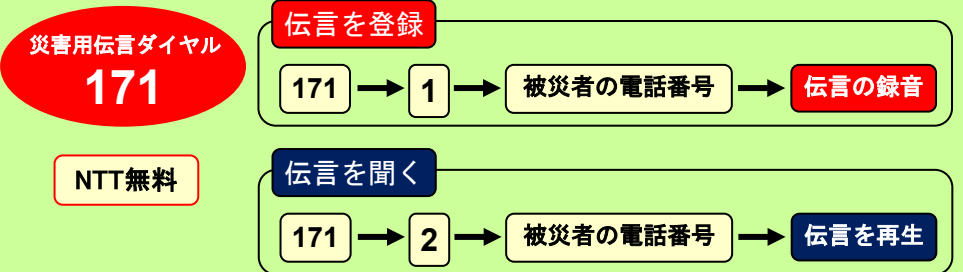 災害用伝言ダイヤル
171
伝言を登録
171 1 被災者の電話番号 伝言の録音
NTT無料
伝言を聞く
171 2 被災者の電話番号 伝言を再生